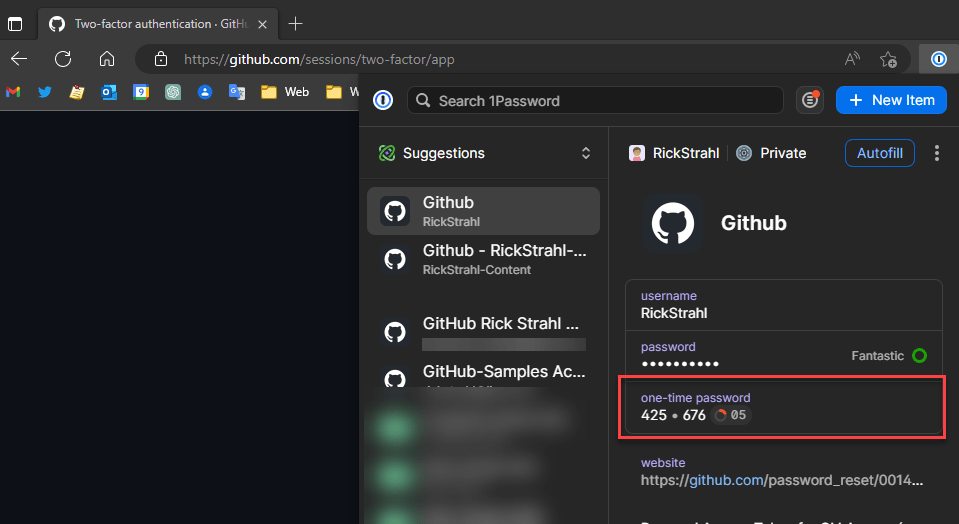 Two-factor authentication · GitHu
https://github.com/sessions/two-factor/app
Web
W
Search 1Password
New Item
Suggestions
RickStrahl
Private
Autofill
Github
RickStrahl
Github - RickStrahl-...
RickStrahl-Content
GitHub Rick Strahl ...
GitHub-Samples Ac...
Github
username
RickStrahl
password
••••••••••
Fantastic
one-time password
425 • 676
05
website
https://github.com/password_reset/0014...